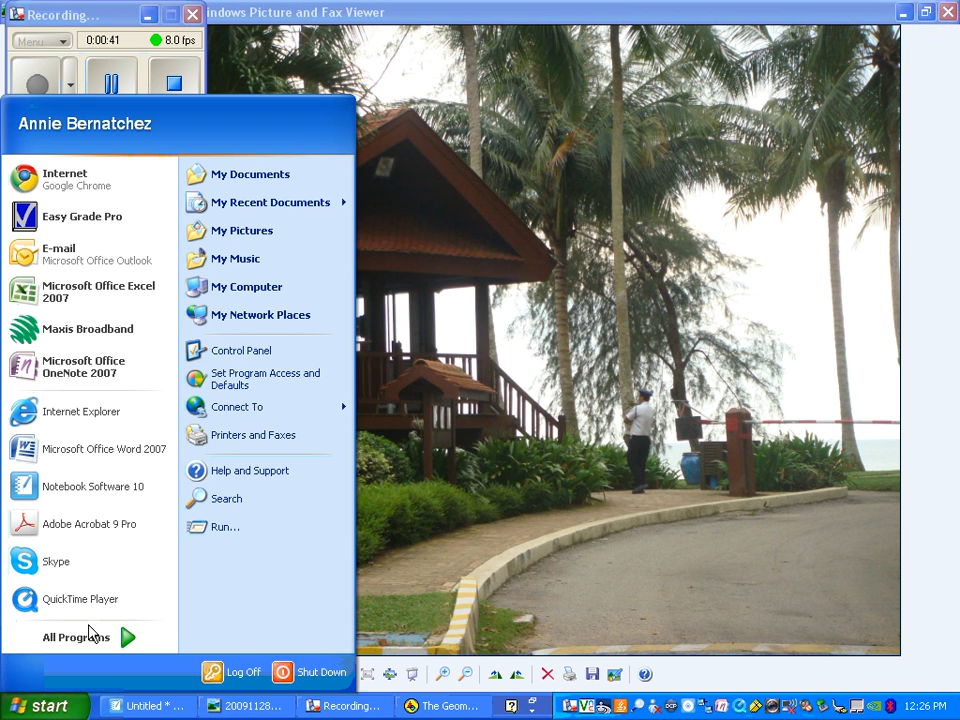 Recording...
indows Picture and Fax Viewer
Menu
0:00:41
8.0 fps
Annie Bernatchez
Internet
Google Chrome
Easy Grade Pro
E-mail
Microsoft Office Outlook
Microsoft Office Excel
2007
Maxis Broadband
Microsoft Office
OneNote 2007
Internet Explorer
Microsoft Office Word 2007
Notebook Software 10
Adobe Acrobat 9 Pro
Skype
QuickTime Player
All Programs
My Documents
My Recent Documents
My Pictures
My Music
My Computer
My Network Places
Control Panel
Set Program Access and
Defaults
Connect To
Printers and Faxes
Help and Support
Search
Run...
Log Off
Shut Down
start
Untitled * ...
20091128...
Recording...
The Geom...
12:26 PM